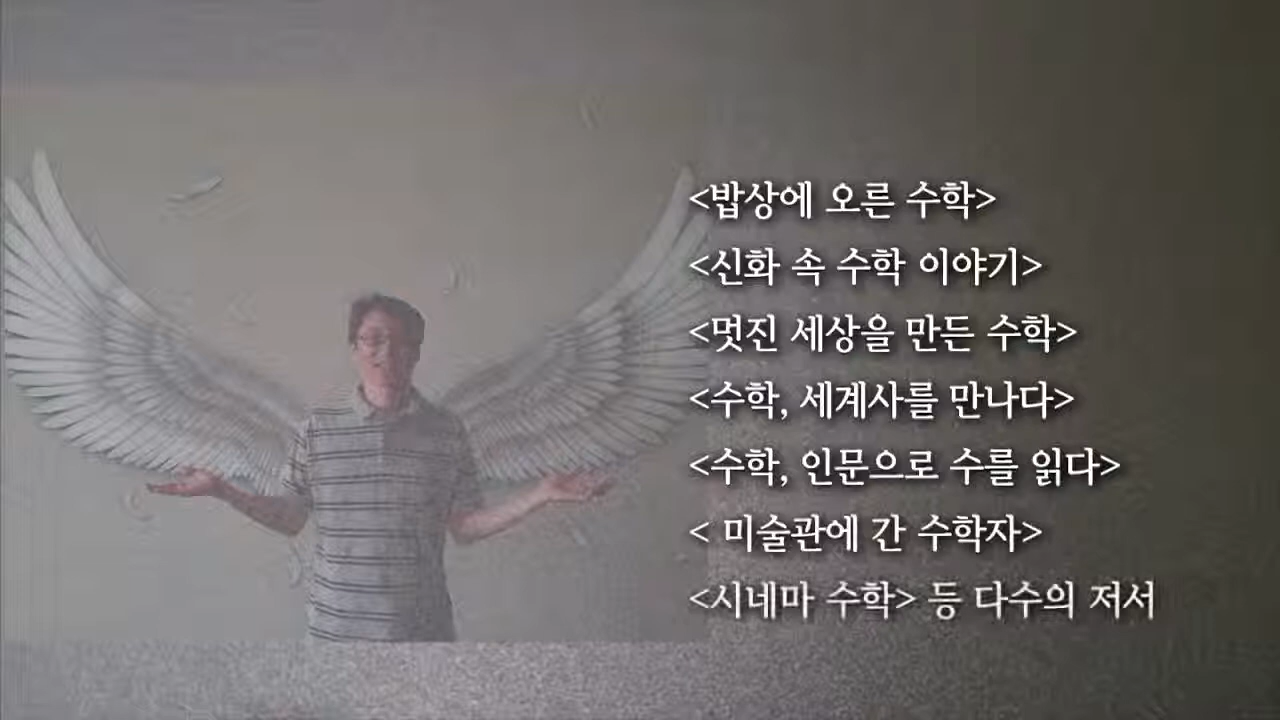 <밥상에 오른 수학>
<신화 속 수학 이야기>
<멋진 세상을 만든 수학>
<수학, 세계사를 만나다>
<수학, 인문으로 수를 읽다>
< 미술관에 간 수학자>
<시네마 수학> 등 다수의 저서